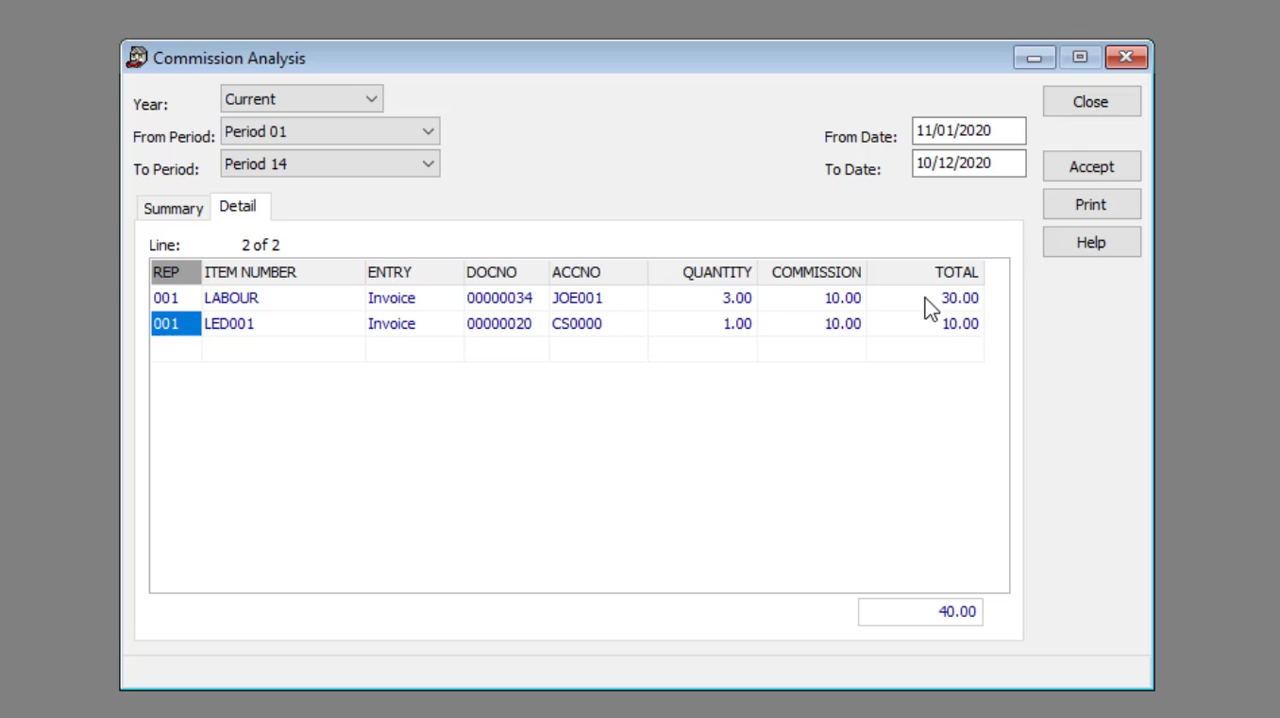 Commission Analysis
Year: Current
Close
From Period: Period 01
From Date: 11/01/2020
To Period: Period 14
To Date: 10/12/2020
Accept
Summary Detail
Print
Line: 2 of 2
Help
REP ITEM NUMBER ENTRY DOCNO ACCNO QUANTITY COMMISSION TOTAL
001 LABOUR Invoice 00000034 JOE001 3.00 10.00 30.00
001 LED001 Invoice 00000020 CS0000 1.00 10.00 10.00
40.00